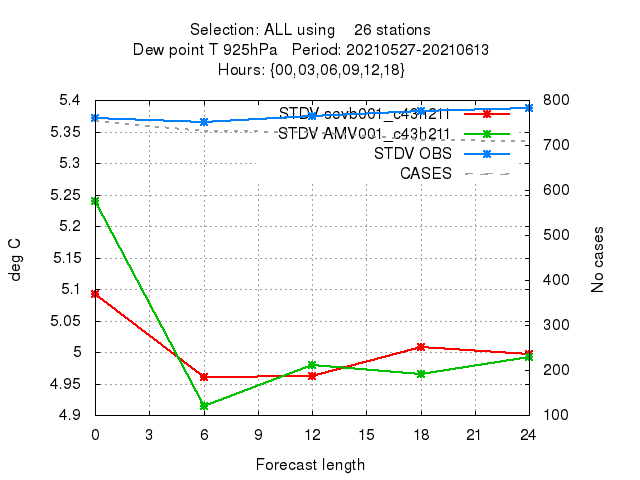 Selection: ALL using 26 stations
Dew point T 925hPa Period: 20210527-20210613
Hours: {00,03,06,09,12,18}
STDV sevb001_c43h211
STDV AMV001_c43h211
STDV OBS
CASES
5.4
5.35
5.3
5.25
5.2
5.15
5.1
5.05
5
4.95
4.9
deg C
800
700
600
500
400
300
200
100
No cases
0 3 6 9 12 15 18 21 24
Forecast length